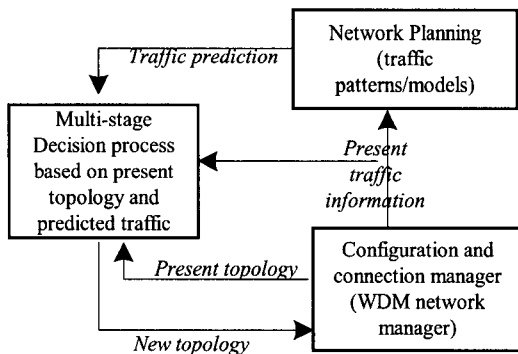 Network Planning
(traffic
patterns/models)
Traffic prediction
Multi-stage
Decision process
based on present
topology and
predicted traffic
Present
traffic
information
Configuration and
connection manager
(WDM network
manager)
Present topology
New topology